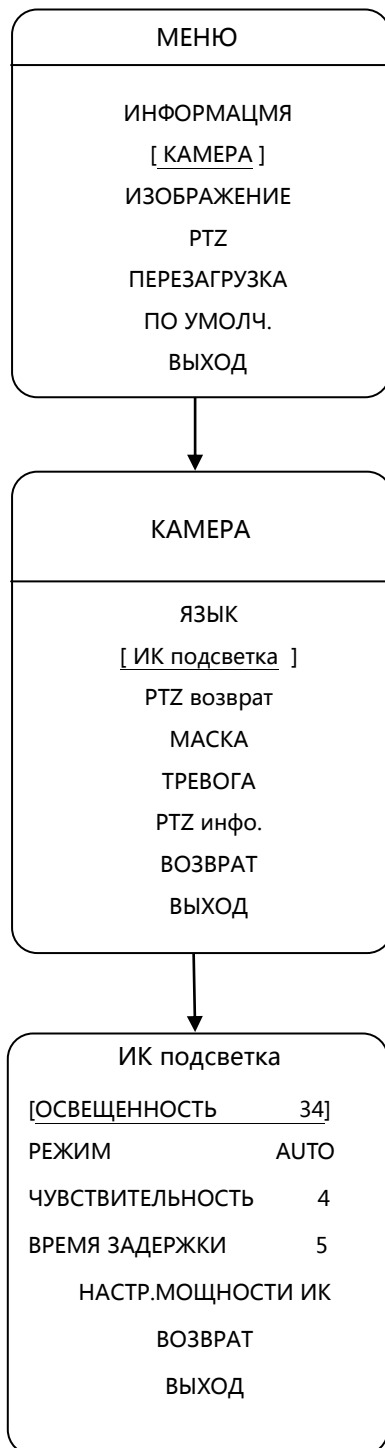 МЕНЮ
ИНФОРМАЦМЯ
[ КАМЕРА ]
ИЗОБРАЖЕНИЕ
PTZ
ПЕРЕЗАГРУЗКА
ПО УМОЛЧ.
ВЫХОД
КАМЕРА
ЯЗЫК
[ ИК подсветка ]
PTZ возврат
МАСКА
ТРЕВОГА
PTZ инфо.
ВОЗВРАТ
ВЫХОД
ИК подсветка
[ОСВЕЩЕННОСТЬ 34]
РЕЖИМ AUTO
ЧУВСТВИТЕЛЬНОСТЬ 4
ВРЕМЯ ЗАДЕРЖКИ 5
НАСТР.МОЩНОСТИ ИК
ВОЗВРАТ
ВЫХОД